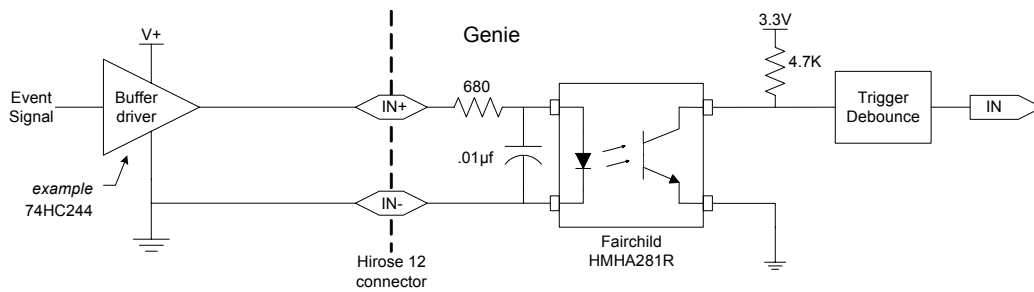 Genie
V+
3.3V
4.7K
680
Event
Signal
Buffer
driver
IN+
Trigger
Debounce
IN
.01µf
example
74HC244
IN-
Fairchild
HMHA281R
Hirose 12
connector